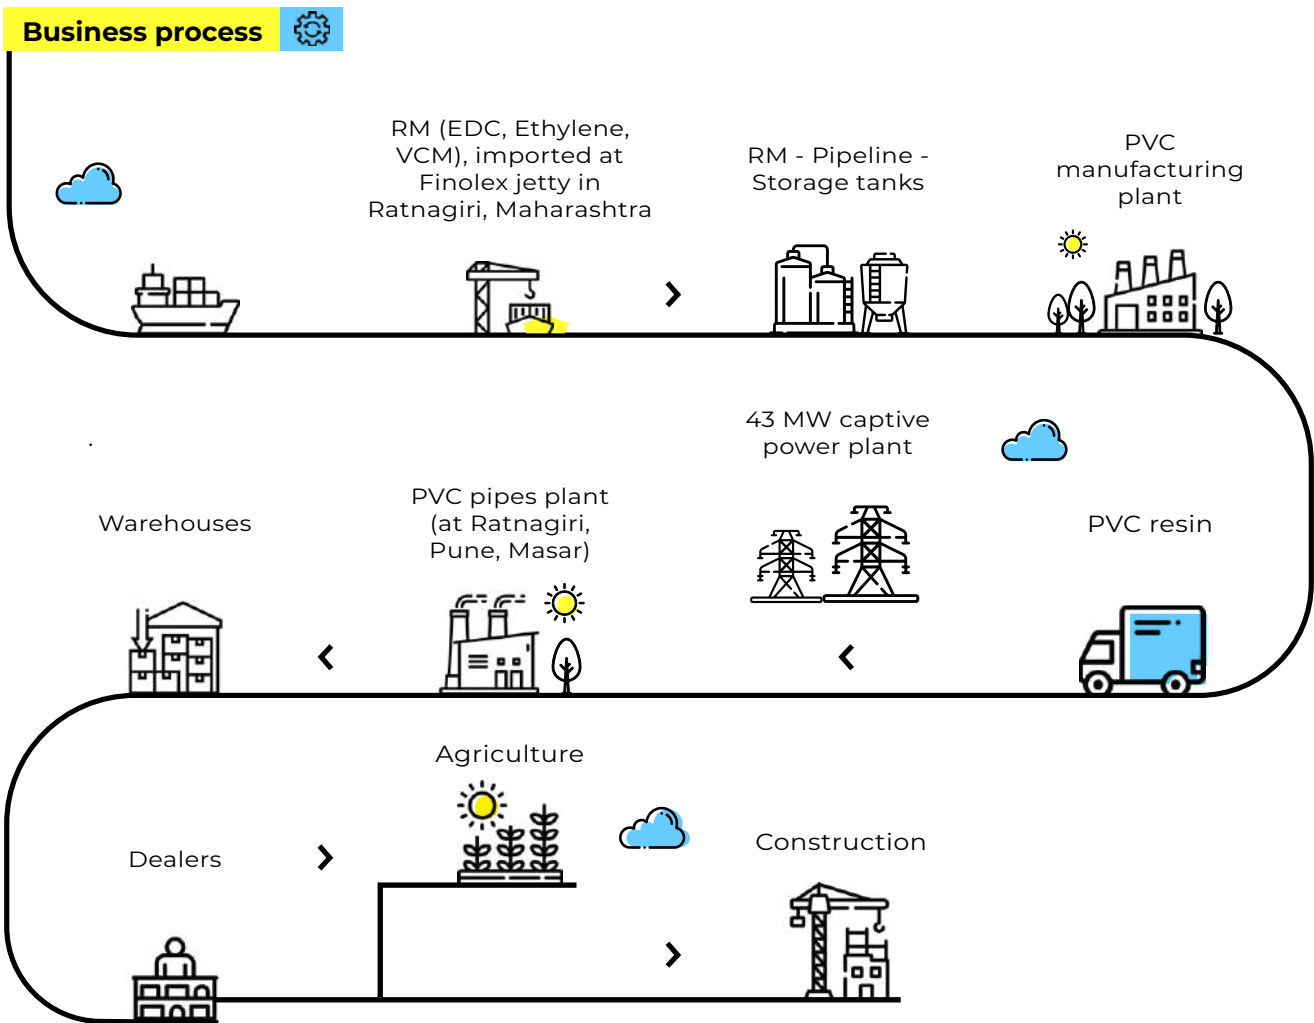 Business process
RM (EDC, Ethylene,
VCM), imported at
Finolex jetty in
Ratnagiri, Maharashtra
RM - Pipeline -
Storage tanks
PVC
manufacturing
plant
43 MW captive
power plant
Warehouses
PVC pipes plant
(at Ratnagiri,
Pune, Masar)
PVC resin
Agriculture
Dealers
Construction